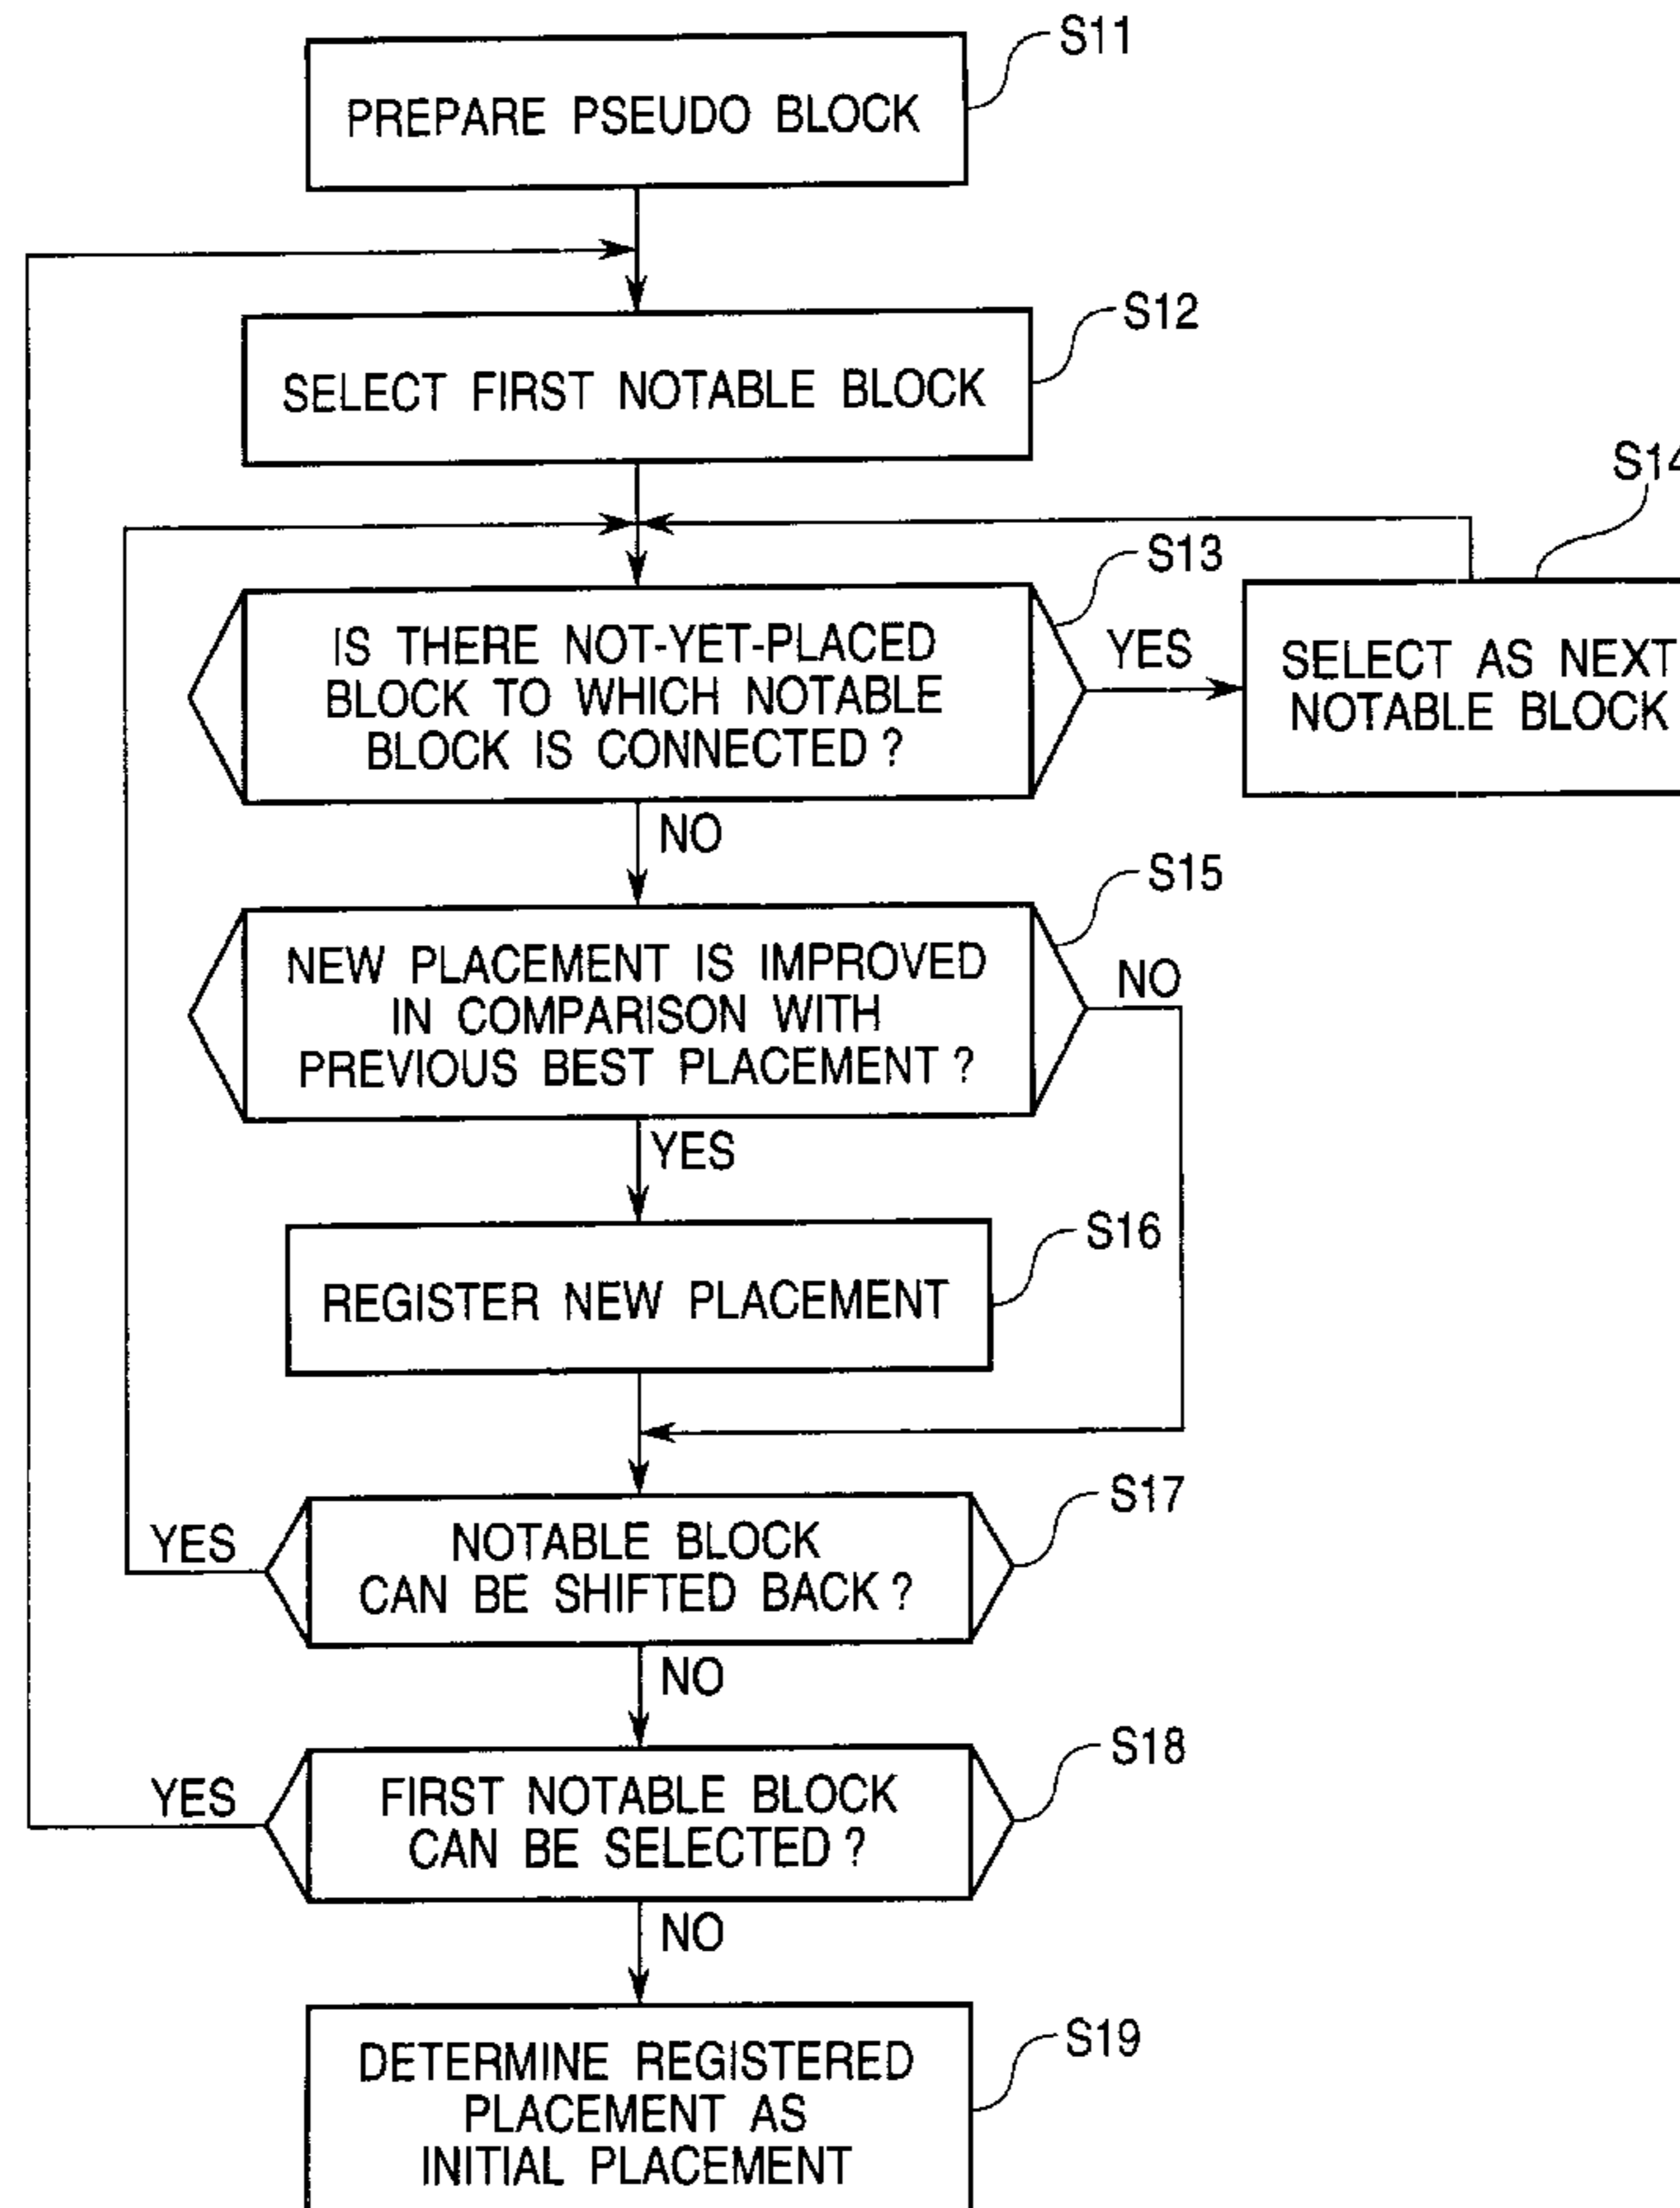 S11
PREPARE PSEUDO BLOCK
S12
SELECT FIRST NOTABLE BLOCK
S14
S13
IS THERE NOT-YET-PLACED
BLOCK TO WHICH NOTABLE
BLOCK IS CONNECTED ?
YES
SELECT AS NEXT
NOTABLE BLOCK
NO
S15
NEW PLACEMENT IS IMPROVED
IN COMPARISON WITH
PREVIOUS BEST PLACEMENT ?
NO
YES
S16
REGISTER NEW PLACEMENT
S17
NOTABLE BLOCK
CAN BE SHIFTED BACK ?
YES
NO
S18
FIRST NOTABLE BLOCK
CAN BE SELECTED ?
YES
NO
S19
DETERMINE REGISTERED
PLACEMENT AS
INITIAL PLACEMENT